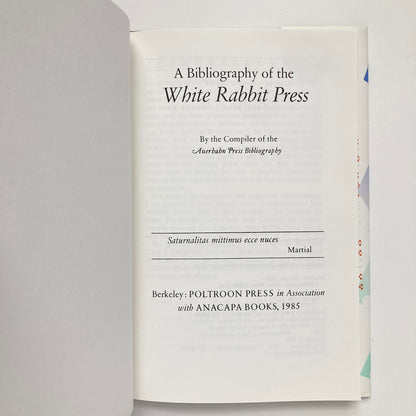 A Bibliography of the
White Rabbit Press
By the Compiler of the
Auerhahn Press Bibliography
Saturnalitas mittimus ecce nuces
Martial
Berkeley: POLTROON PRESS in Association
with ANACAPA BOOKS, 1985